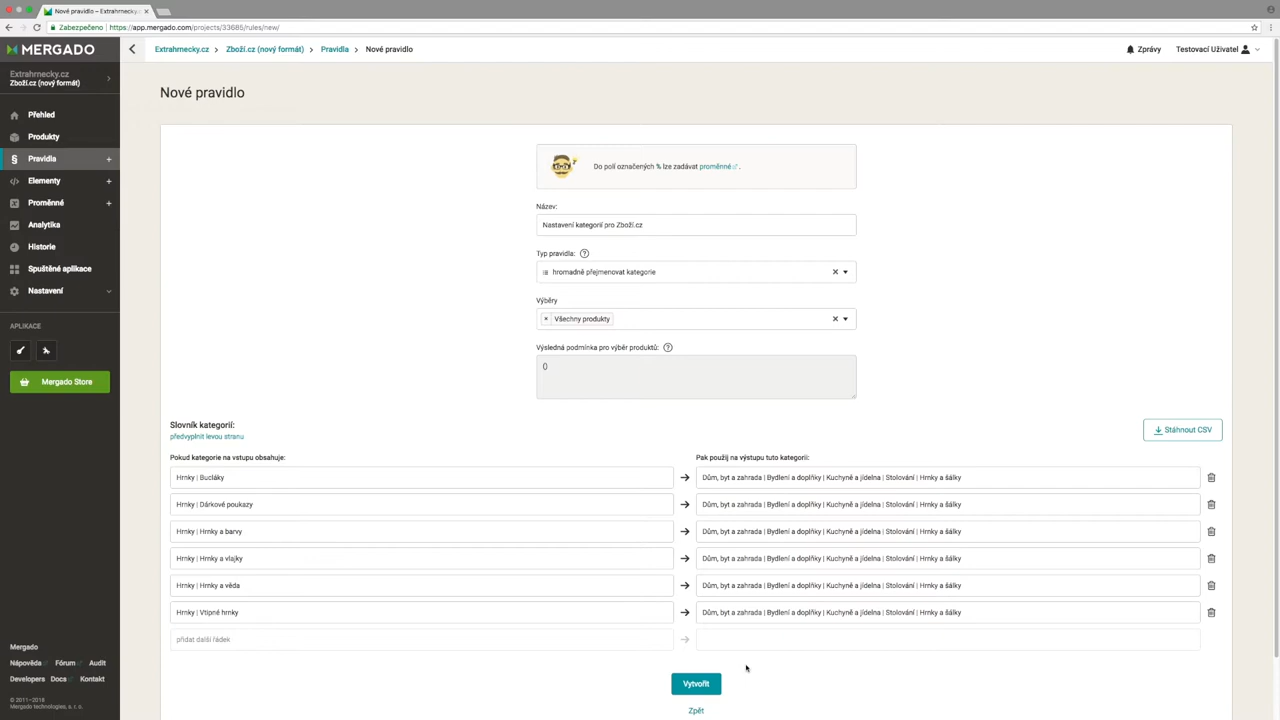 Nové pravidlo – Extrahrnecky.c
Zabezpečeno | https://app.mergado.com/projects/33685/rules/new/
MERGADO
Extrahrnecky.cz > Zboží.cz (nový formát) > Pravidla > Nové pravidlo
Zprávy
Testovací Uživatel
Extrahrnecky.cz
Zboží.cz (nový formát)
Přehled
Produkty
Pravidla +
Elementy +
Proměnné +
Analytika
Historie
Spuštěné aplikace
Nastavení
APLIKACE
Mergado Store
Mergado
Nápověda Fórum Audit
Developers Docs Kontakt
© 2011–2018
Mergado technologies, s. r. o.
Nové pravidlo
Do polí označených % lze zadávat proměnné .
Název:
Nastavení kategorií pro Zboží.cz
Typ pravidla: ?
hromadně přejmenovat kategorie
Výběry
× Všechny produkty
Výsledná podmínka pro výběr produktů: ?
()
Slovník kategorií:
předvyplnit levou stranu
Stáhnout CSV
Pokud kategorie na vstupu obsahuje:
Pak použij na výstupu tuto kategorii:
Hrnky | Bucláky → Dům, byt a zahrada | Bydlení a doplňky | Kuchyně a jídelna | Stolování | Hrnky a šálky
Hrnky | Dárkové poukazy → Dům, byt a zahrada | Bydlení a doplňky | Kuchyně a jídelna | Stolování | Hrnky a šálky
Hrnky | Hrnky a barvy → Dům, byt a zahrada | Bydlení a doplňky | Kuchyně a jídelna | Stolování | Hrnky a šálky
Hrnky | Hrnky a vlajky → Dům, byt a zahrada | Bydlení a doplňky | Kuchyně a jídelna | Stolování | Hrnky a šálky
Hrnky | Hrnky a věda → Dům, byt a zahrada | Bydlení a doplňky | Kuchyně a jídelna | Stolování | Hrnky a šálky
Hrnky | Vtipné hrnky → Dům, byt a zahrada | Bydlení a doplňky | Kuchyně a jídelna | Stolování | Hrnky a šálky
přidat další řádek →
Vytvořit
Zpět